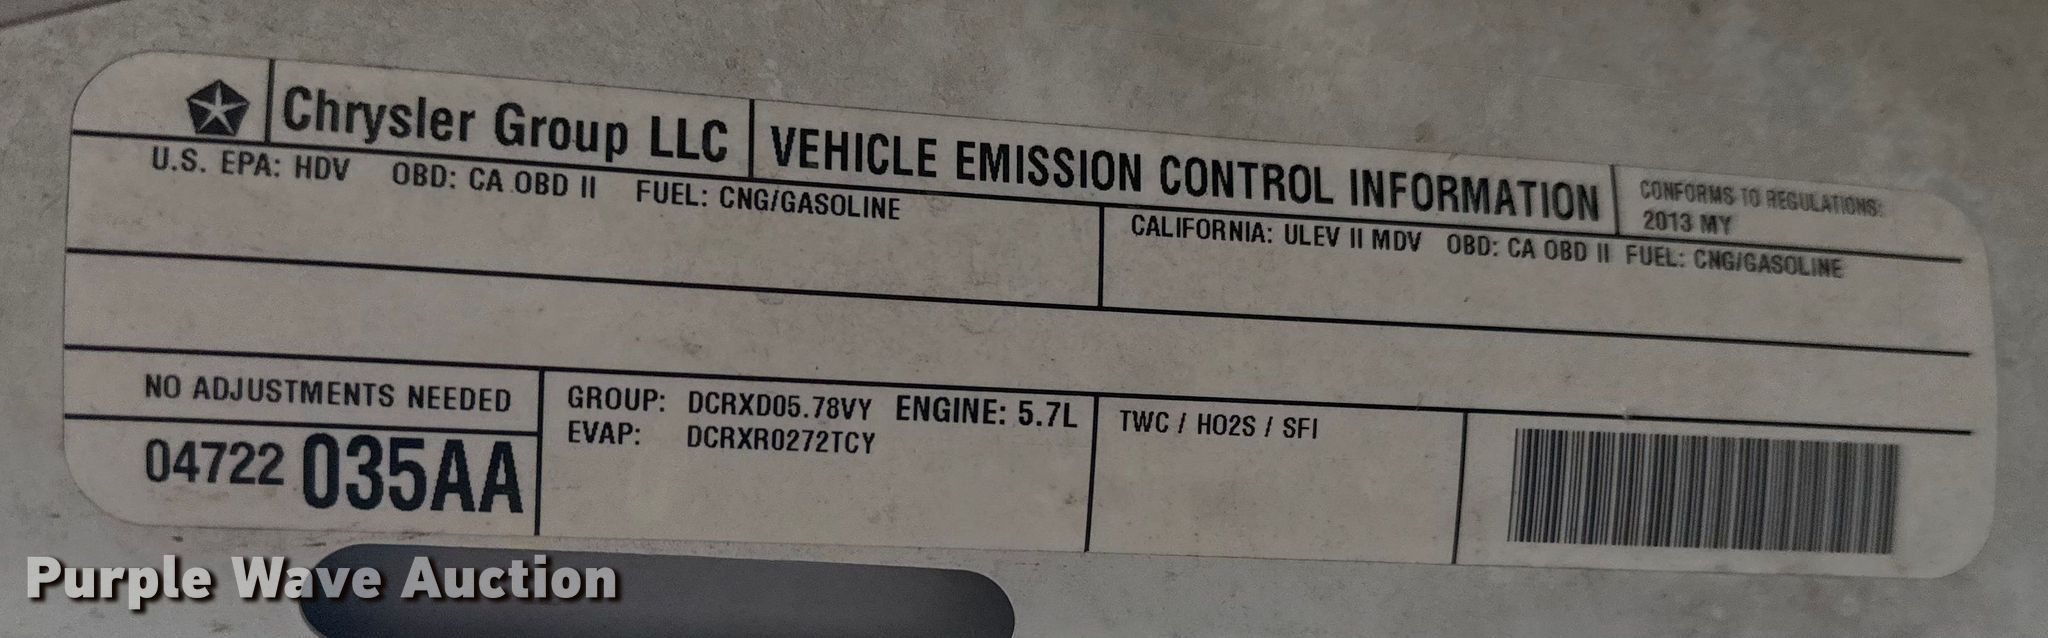 Chrysler Group LLC
VEHICLE EMISSION CONTROL INFORMATION
CONFORMS TO REGULATIONS:
2013 MY
U.S. EPA: HDV OBD: CA OBD II FUEL: CNG/GASOLINE
CALIFORNIA: ULEV II MDV OBD: CA OBD II FUEL: CNG/GASOLINE
NO ADJUSTMENTS NEEDED
04722 035AA
GROUP: DCRXD05.78VY ENGINE: 5.7L
EVAP: DCRXR0272TCY
TWC / HO2S / SFI
Purple Wave Auction